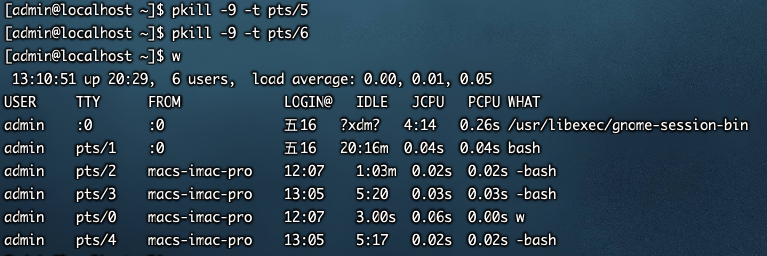 [admin@localhost ~]$ pkill -9 -t pts/5
[admin@localhost ~]$ pkill -9 -t pts/6
[admin@localhost ~]$ w
 13:10:51 up 20:29,  6 users,  load average: 0.00, 0.01, 0.05
USER     TTY      FROM             LOGIN@   IDLE   JCPU   PCPU WHAT
admin    :0       :0               五16   ?xdm?   4:14   0.26s /usr/libexec/gnome-session-bin
admin    pts/1    :0               五16   20:16m  0.04s  0.04s bash
admin    pts/2    macs-imac-pro    12:07    1:03m  0.02s  0.02s -bash
admin    pts/3    macs-imac-pro    13:05    5:20   0.03s  0.03s -bash
admin    pts/0    macs-imac-pro    12:07    3.00s  0.06s  0.00s w
admin    pts/4    macs-imac-pro    13:05    5:17   0.02s  0.02s -bash